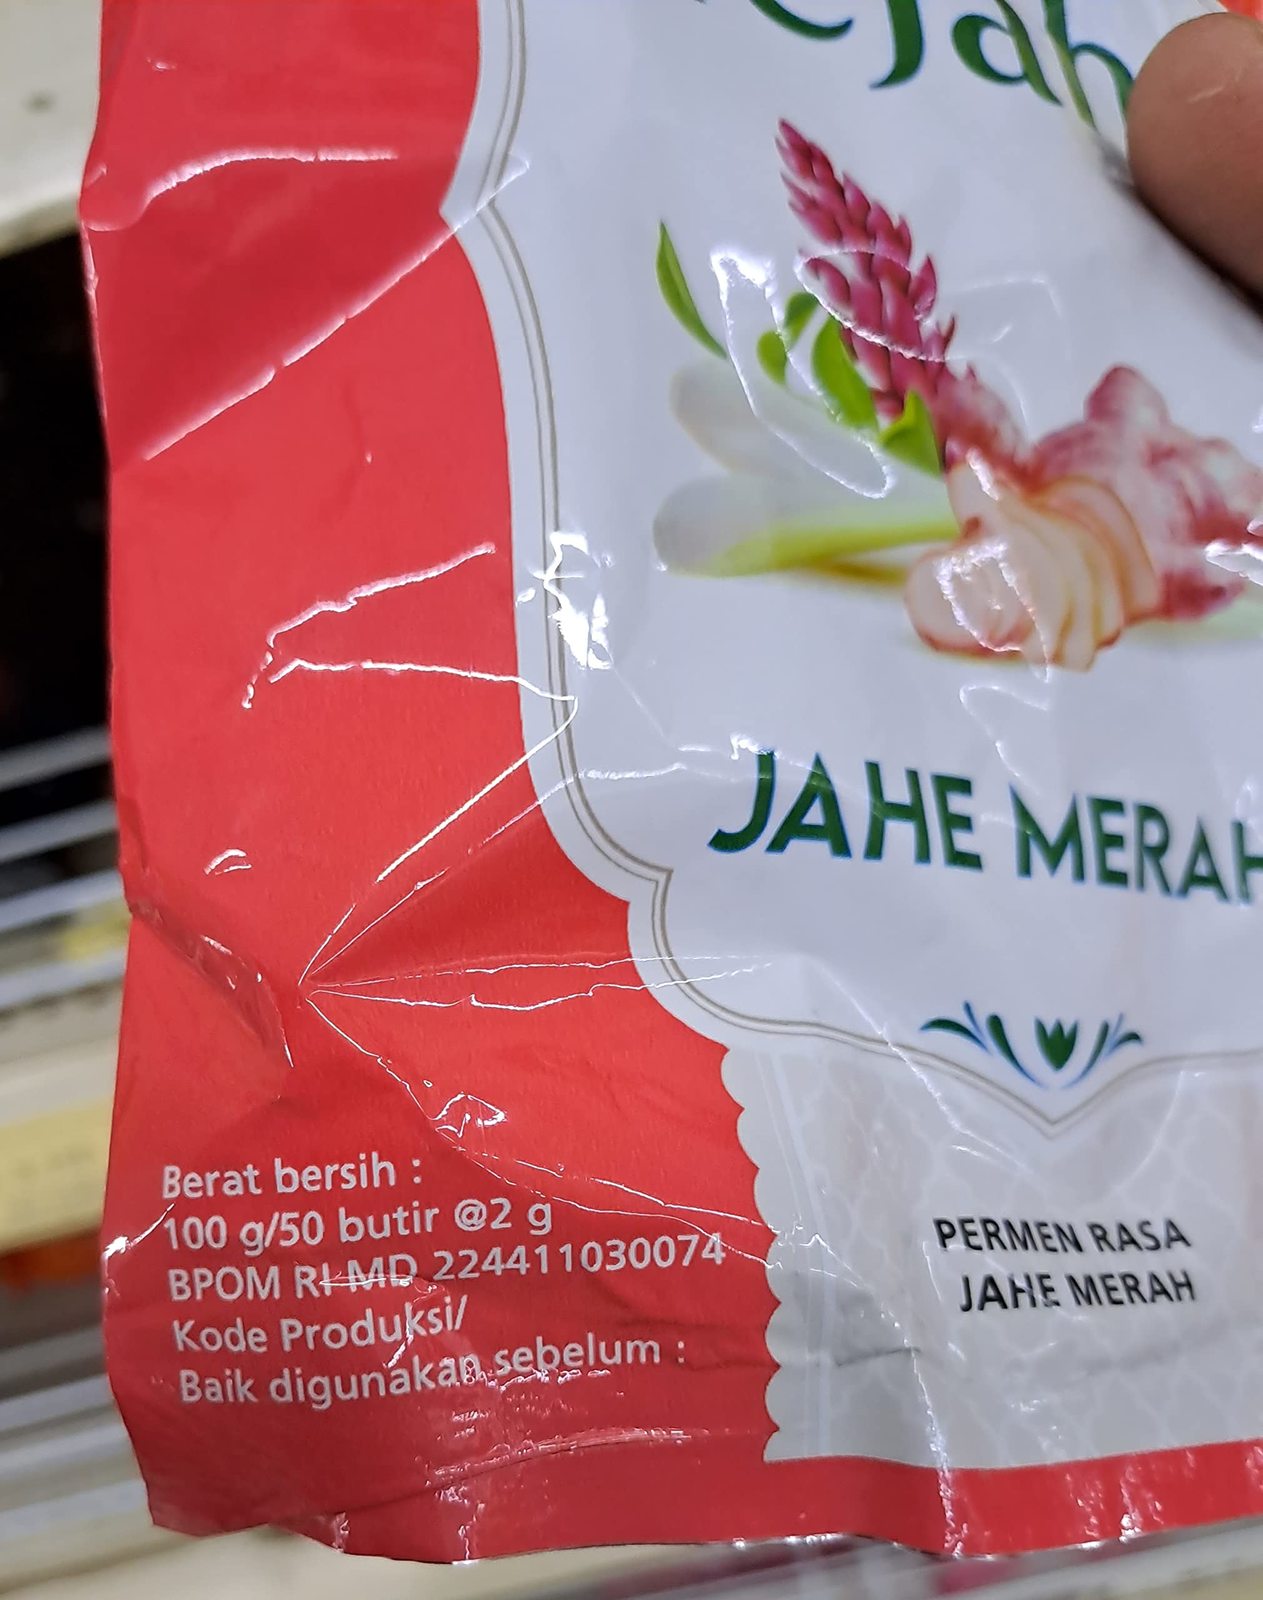 JAHE MERAH
Berat bersih :
100 g/50 butir @2 g
BPOM RI MD 224411030074
Kode Produksi/
Baik digunakan sebelum :
PERMEN RASA
JAHE MERAH